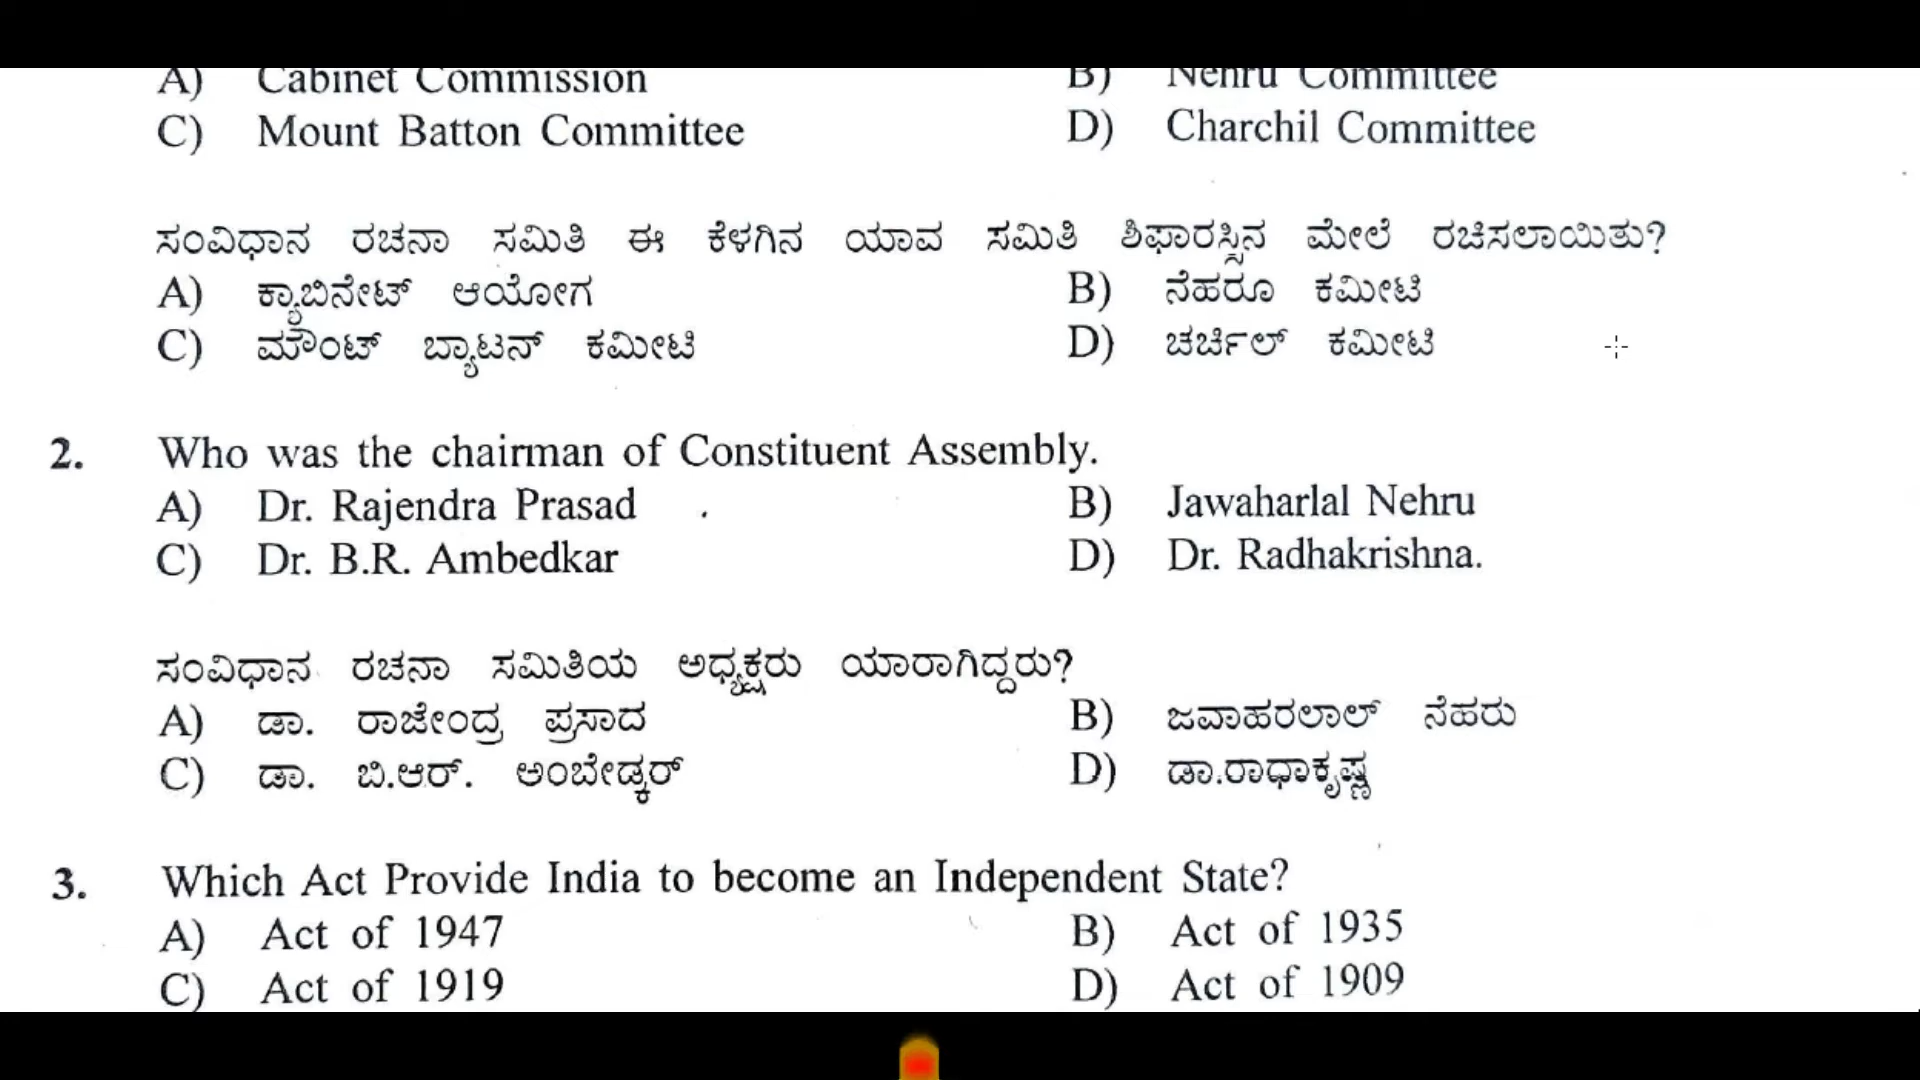 A) Cabinet Commission B) Nehru Committee
C) Mount Batton Committee D) Charchil Committee
ಸಂವಿಧಾನ ರಚನಾ ಸಮಿತಿ ಈ ಕೆಳಗಿನ ಯಾವ ಸಮಿತಿ ಶಿಫಾರಸ್ಸಿನ ಮೇಲೆ ರಚಿಸಲಾಯಿತು?
A) ಕ್ಯಾಬಿನೇಟ್ ಆಯೋಗ B) ನೆಹರೂ ಕಮೀಟಿ
C) ಮೌಂಟ್ ಬ್ಯಾಟನ್ ಕಮೀಟಿ D) ಚರ್ಚಿಲ್ ಕಮೀಟಿ
2. Who was the chairman of Constituent Assembly.
A) Dr. Rajendra Prasad B) Jawaharlal Nehru
C) Dr. B.R. Ambedkar D) Dr. Radhakrishna.
ಸಂವಿಧಾನ ರಚನಾ ಸಮಿತಿಯ ಅಧ್ಯಕ್ಷರು ಯಾರಾಗಿದ್ದರು?
A) ಡಾ. ರಾಜೇಂದ್ರ ಪ್ರಸಾದ B) ಜವಾಹರಲಾಲ್ ನೆಹರು
C) ಡಾ. ಬಿ.ಆರ್. ಅಂಬೇಡ್ಕರ್ D) ಡಾ.ರಾಧಾಕೃಷ್ಣ
3. Which Act Provide India to become an Independent State?
A) Act of 1947 B) Act of 1935
C) Act of 1919 D) Act of 1909